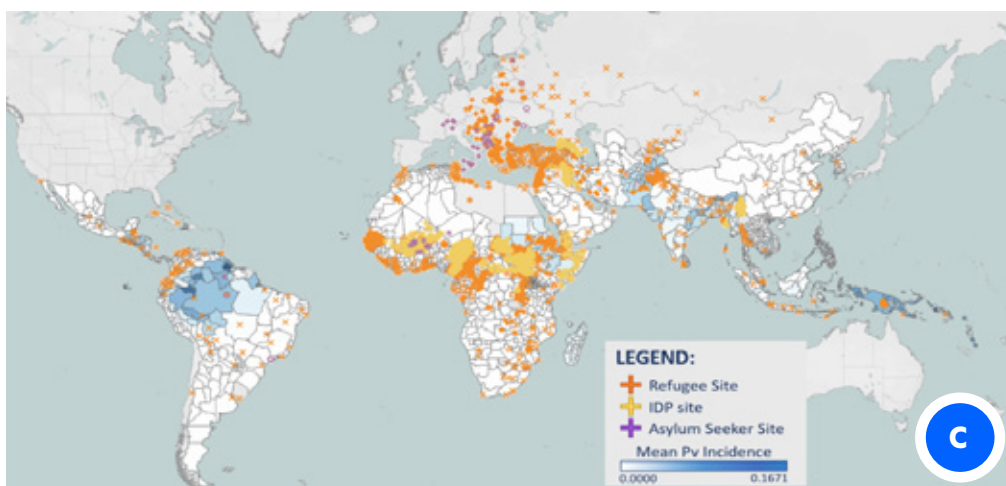 LEGEND:
Refugee Site
IDP site
Asylum Seeker Site
Mean Pv Incidence
0.0000 0.1671
C